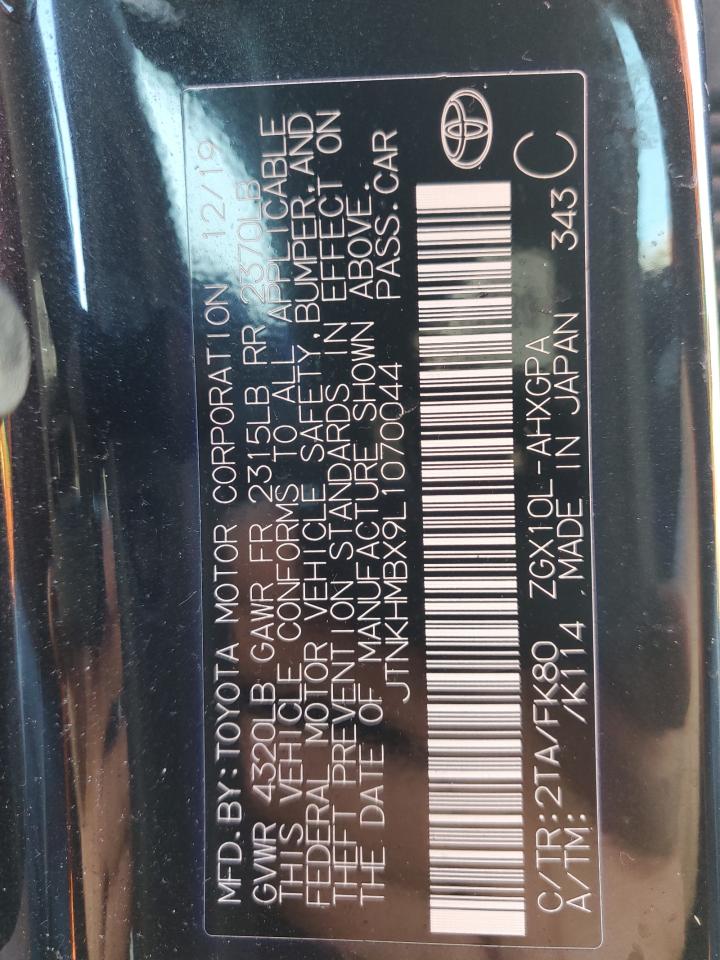 MFD. BY: TOYOTA MOTOR CORPORATION 12/19
GVWR 4320LB GAWR FR 2315LB RR 2370LB
THIS VEHICLE CONFORMS TO ALL APPLICABLE
FEDERAL MOTOR VEHICLE SAFETY, BUMPER, AND
THEFT PREVENTION STANDARDS IN EFFECT ON
THE DATE OF MANUFACTURE SHOWN ABOVE.
JTNKHMBX9L1070044 PASS. CAR
C/TR: 2TA/FK80 ZGX10L-AHXGPA 343 C
A/TM: /K114 MADE IN JAPAN